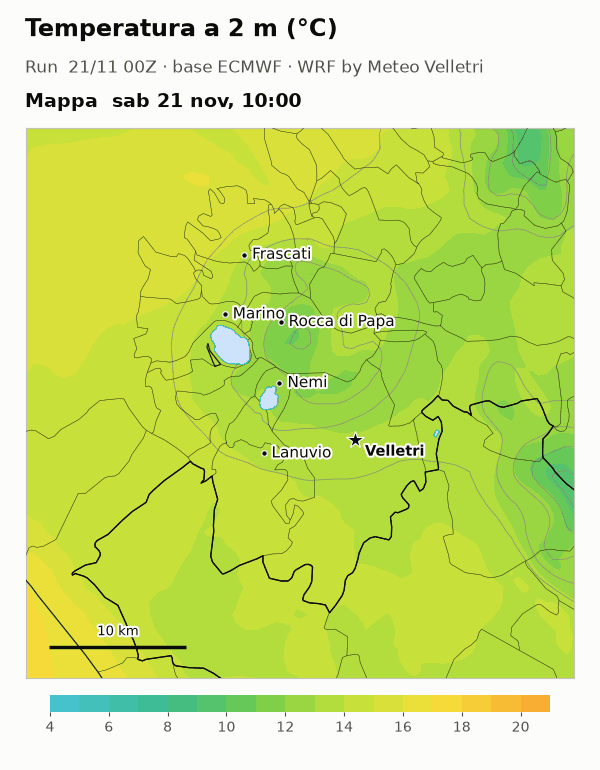 Temperatura a 2 m (°C)
Run  21/11 00Z · base ECMWF · WRF by Meteo Velletri
Mappa  sab 21 nov, 10:00
Frascati
Marino
Rocca di Papa
Nemi
Velletri
Lanuvio
10 km
4 6 8 10 12 14 16 18 20